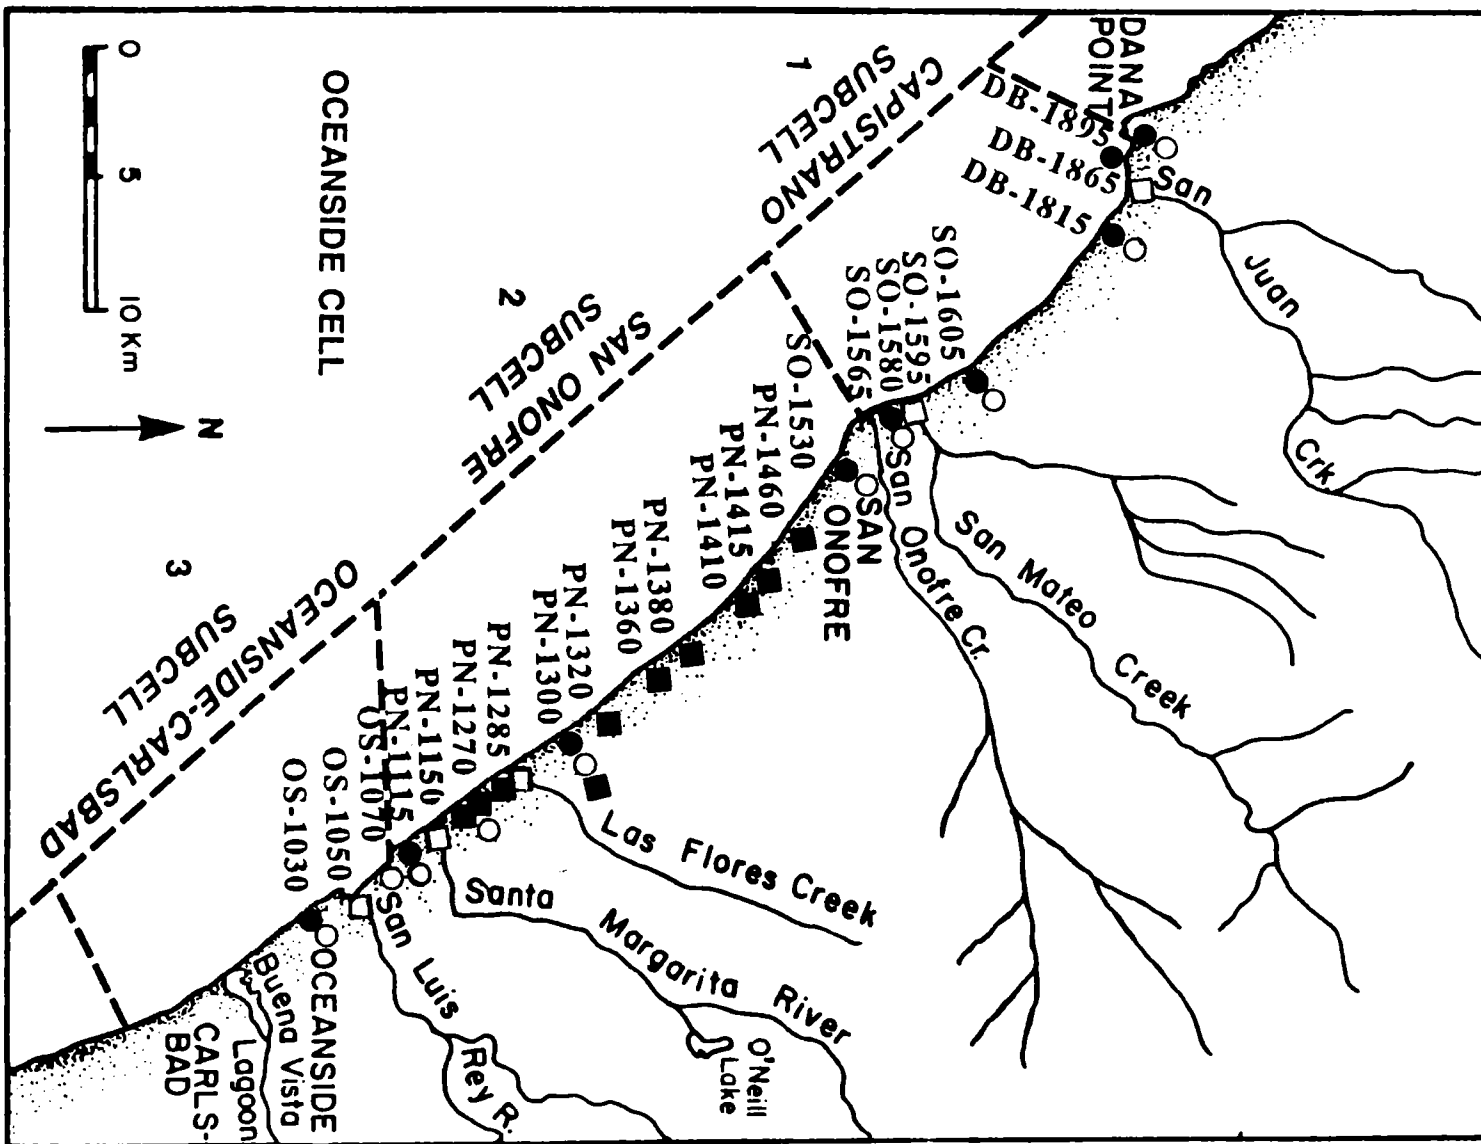 DANA
POINT
DB-1895
DB-1865
DB-1815
San
Juan
Crk.
1
CAPISTRANO
SUBCELL
0
5
10 Km
OCEANSIDE CELL
N
2
SAN ONOFRE
SUBCELL
3
OCEANSIDE-CARLSBAD
SUBCELL
SO-1605
SO-1595
SO-1580
SO-1565
SO-1530
PN-1460
PN-1415
PN-1410
PN-1380
PN-1360
PN-1320
PN-1300
PN-1285
PN-1270
PN-1150
PN-1115
OS-1070
OS-1050
OS-1030
SAN
ONOFRE
San Onofre Cr.
San Mateo Creek
Las Flores Creek
Santa Margarita River
O'Neill
Lake
San Luis Rey R.
OCEANSIDE
Buena Vista
Lagoon
CARLS-
BAD